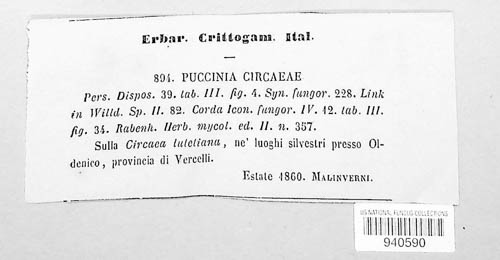 Erbar. Crittogam. Ital.
894. PUCCINIA CIRCAEAE
Pers. Dispos. 39. tab. III. fig. 4. Syn. fungor. 228. Link
in Willd. Sp. II. 82. Corda Icon. fungor. IV. 12. tab. III.
fig. 34. Rabenh. Herb. mycol. ed. II. n. 357.
Sulla Circaea lutetiana, ne' luoghi silvestri presso Ol-
denico, provincia di Vercelli.
Estate 1860. MALINVERNI.
US NATIONAL FUNGUS COLLECTIONS
940590